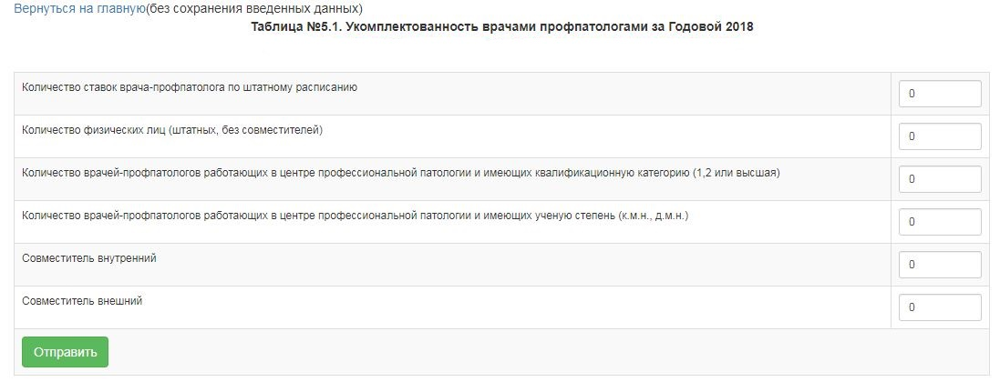 Вернуться на главную(без сохранения введенных данных)
Таблица №5.1. Укомплектованность врачами профпатологами за Годовой 2018
Количество ставок врача-профпатолога по штатному расписанию
0
Количество физических лиц (штатных, без совместителей)
0
Количество врачей-профпатологов работающих в центре профессиональной патологии и имеющих квалификационную категорию (1,2 или высшая)
0
Количество врачей-профпатологов работающих в центре профессиональной патологии и имеющих ученую степень (к.м.н., д.м.н.)
0
Совместитель внутренний
0
Совместитель внешний
0
Отправить